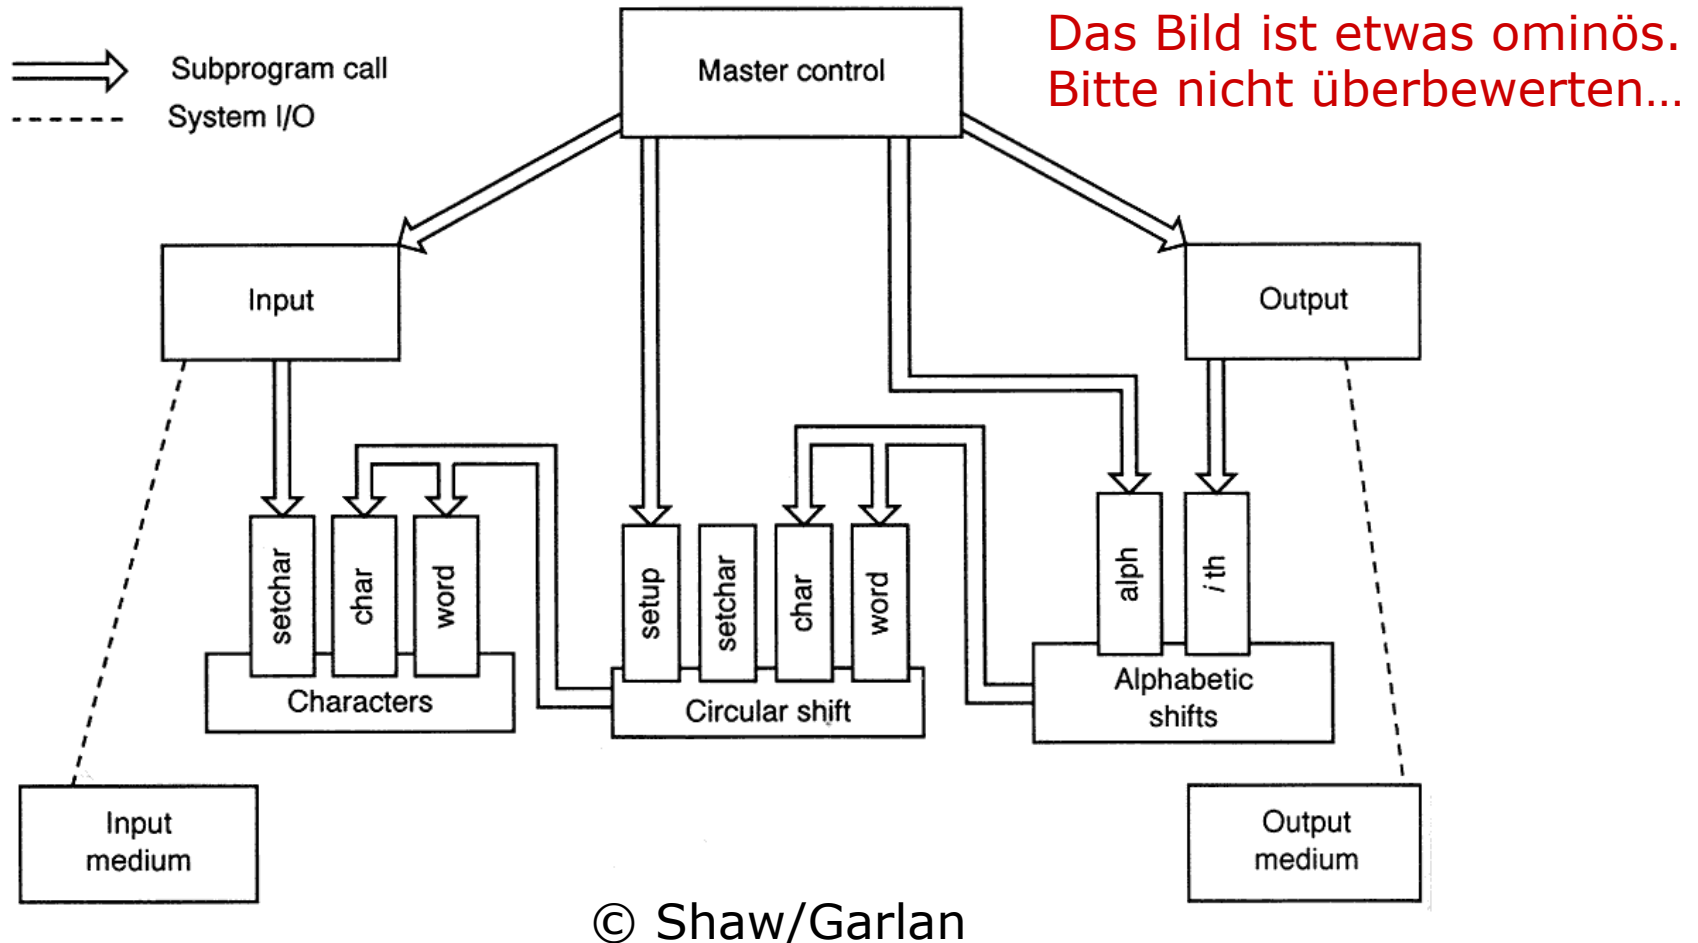 Das Bild ist etwas ominös.
Bitte nicht überbewerten...
Subprogram call
System I/O
Master control
Input
Output
setchar
char
word
Characters
setup
setchar
char
word
Circular shift
alph
i th
Alphabetic
shifts
Input
medium
Output
medium
© Shaw/Garlan